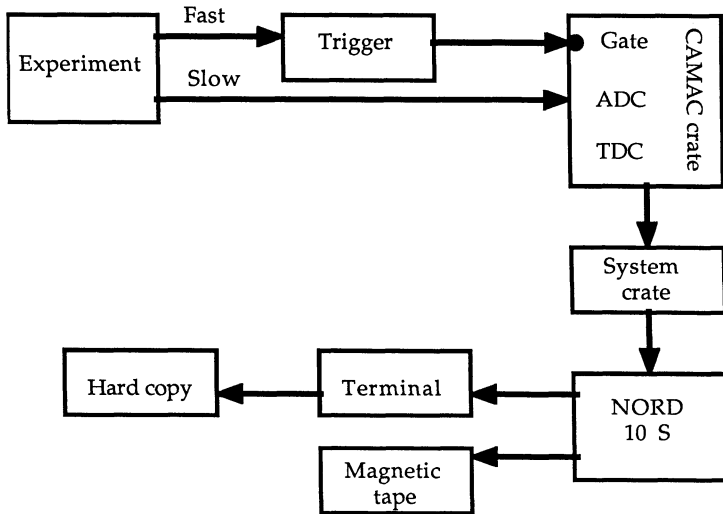 Fast
Experiment
Trigger
Slow
Gate
ADC
TDC
CAMAC crate
System
crate
Hard copy
Terminal
NORD
10 S
Magnetic
tape